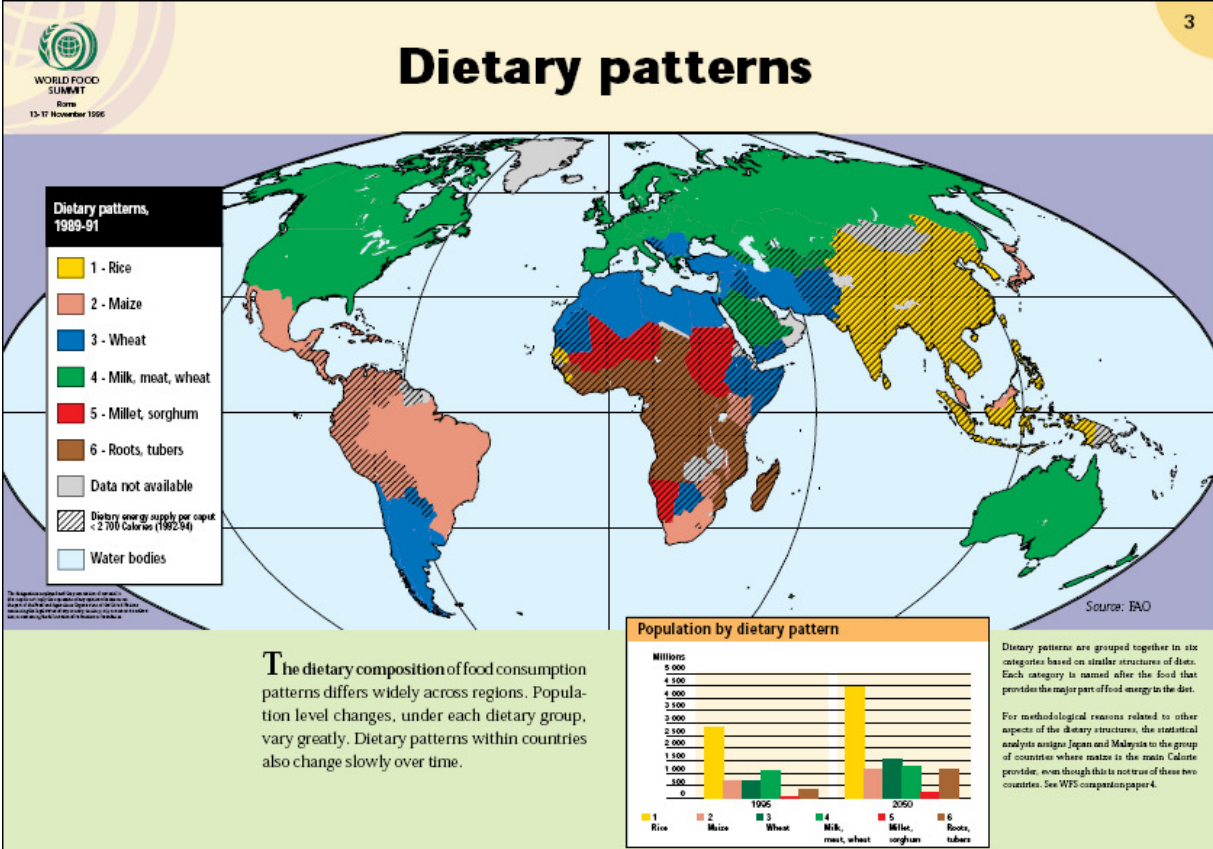 3
WORLD FOOD
SUMMIT
Rome
13-17 November 1996
Dietary patterns
Dietary patterns,
1989-91
1 - Rice
2 - Maize
3 - Wheat
4 - Milk, meat, wheat
5 - Millet, sorghum
6 - Roots, tubers
Data not available
Dietary energy supply per caput
< 2 700 Calories (1992-94)
Water bodies
Source: FAO
The dietary composition of food consumption
patterns differs widely across regions. Popula-
tion level changes, under each dietary group,
vary greatly. Dietary patterns within countries
also change slowly over time.
Population by dietary pattern
Millions
5 000
4 500
4 000
3 500
3 000
2 500
2 000
1 500
1 000
500
0
1995
2050
1
Rice
2
Maize
3
Wheat
4
Milk,
meat, wheat
5
Millet,
sorghum
6
Roots,
tubers
Dietary patterns are grouped together in six
categories based on similar structures of diets.
Each category is named after the food that
provides the major part of food energy in the diet.
For methodological reasons related to other
aspects of the dietary structures, the statistical
analysis assigns Japan and Malaysia to the group
of countries where maize is the main Calorie
provider, even though this is not true of these two
countries. See WFS companion paper 4.